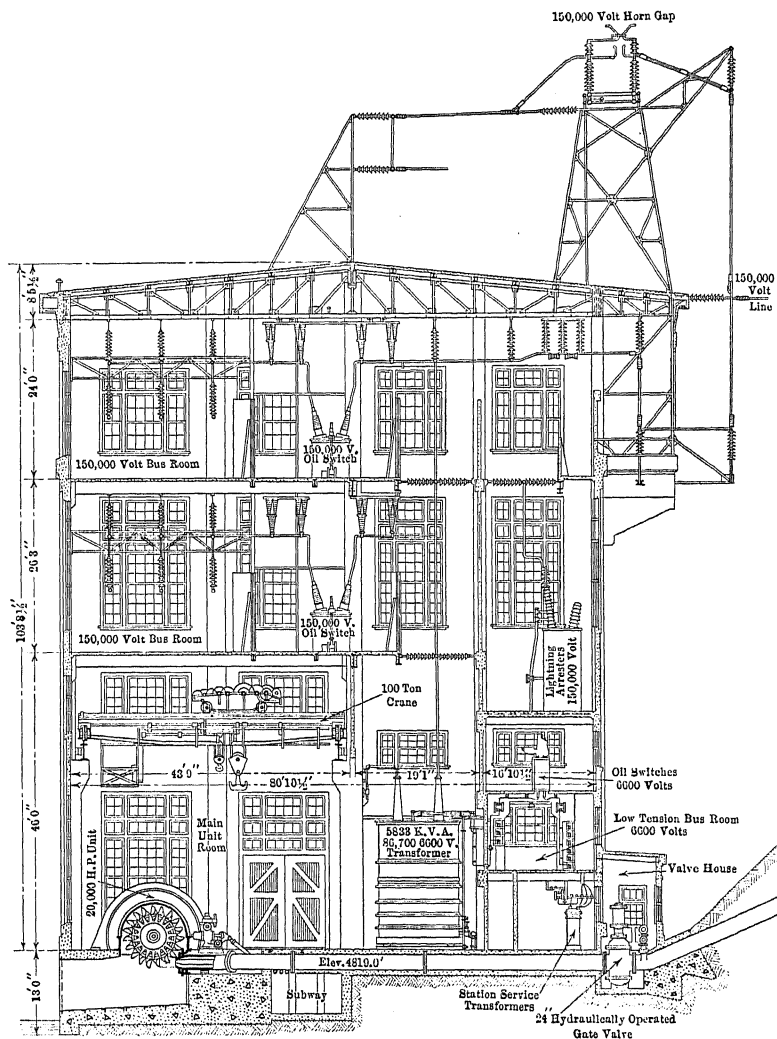 150,000 Volt Horn Gap
150,000
Volt
Line
8'5½"
24'0"
150,000 V.
Oil Switch
150,000 Volt Bus Room
26'3"
103'8½"
150,000 V.
Oil Switch
150,000 Volt Bus Room
Lightning
Arresters
150,000 Volt
100 Ton
Crane
43'9"
19'1"
16'10½"
80'10½"
Oil Switches
6600 Volts
46'0"
Main
Unit
Room
5833 K.V.A.
86,700 6600 V.
Transformer
Low Tension Bus Room
6600 Volts
20,000 H.P. Unit
Valve House
Elev. 4819.0'
13'0"
Subway
Station Service
Transformers
24" Hydraulically Operated
Gate Valve